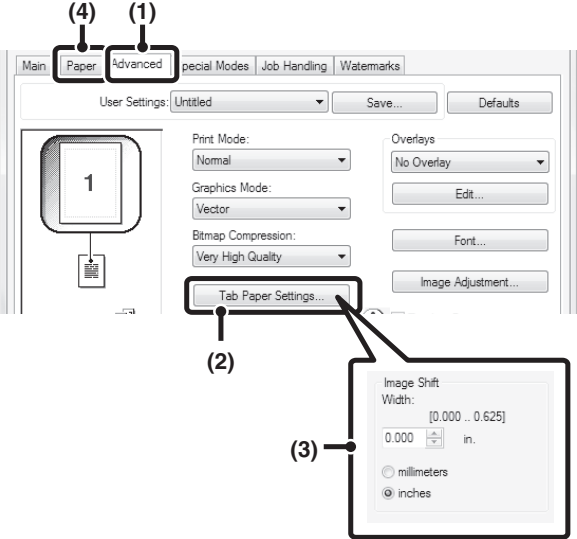 (4) (1)
Main Paper Advanced pecial Modes Job Handling Watermarks
User Settings: Untitled Save... Defaults
Print Mode: Overlays
Normal No Overlay
1
Graphics Mode: Edit...
Vector
Bitmap Compression: Font...
Very High Quality
Image Adjustment...
Tab Paper Settings...
(2)
Image Shift
Width:
[0.000 .. 0.625]
0.000 in.
(3)
millimeters
inches